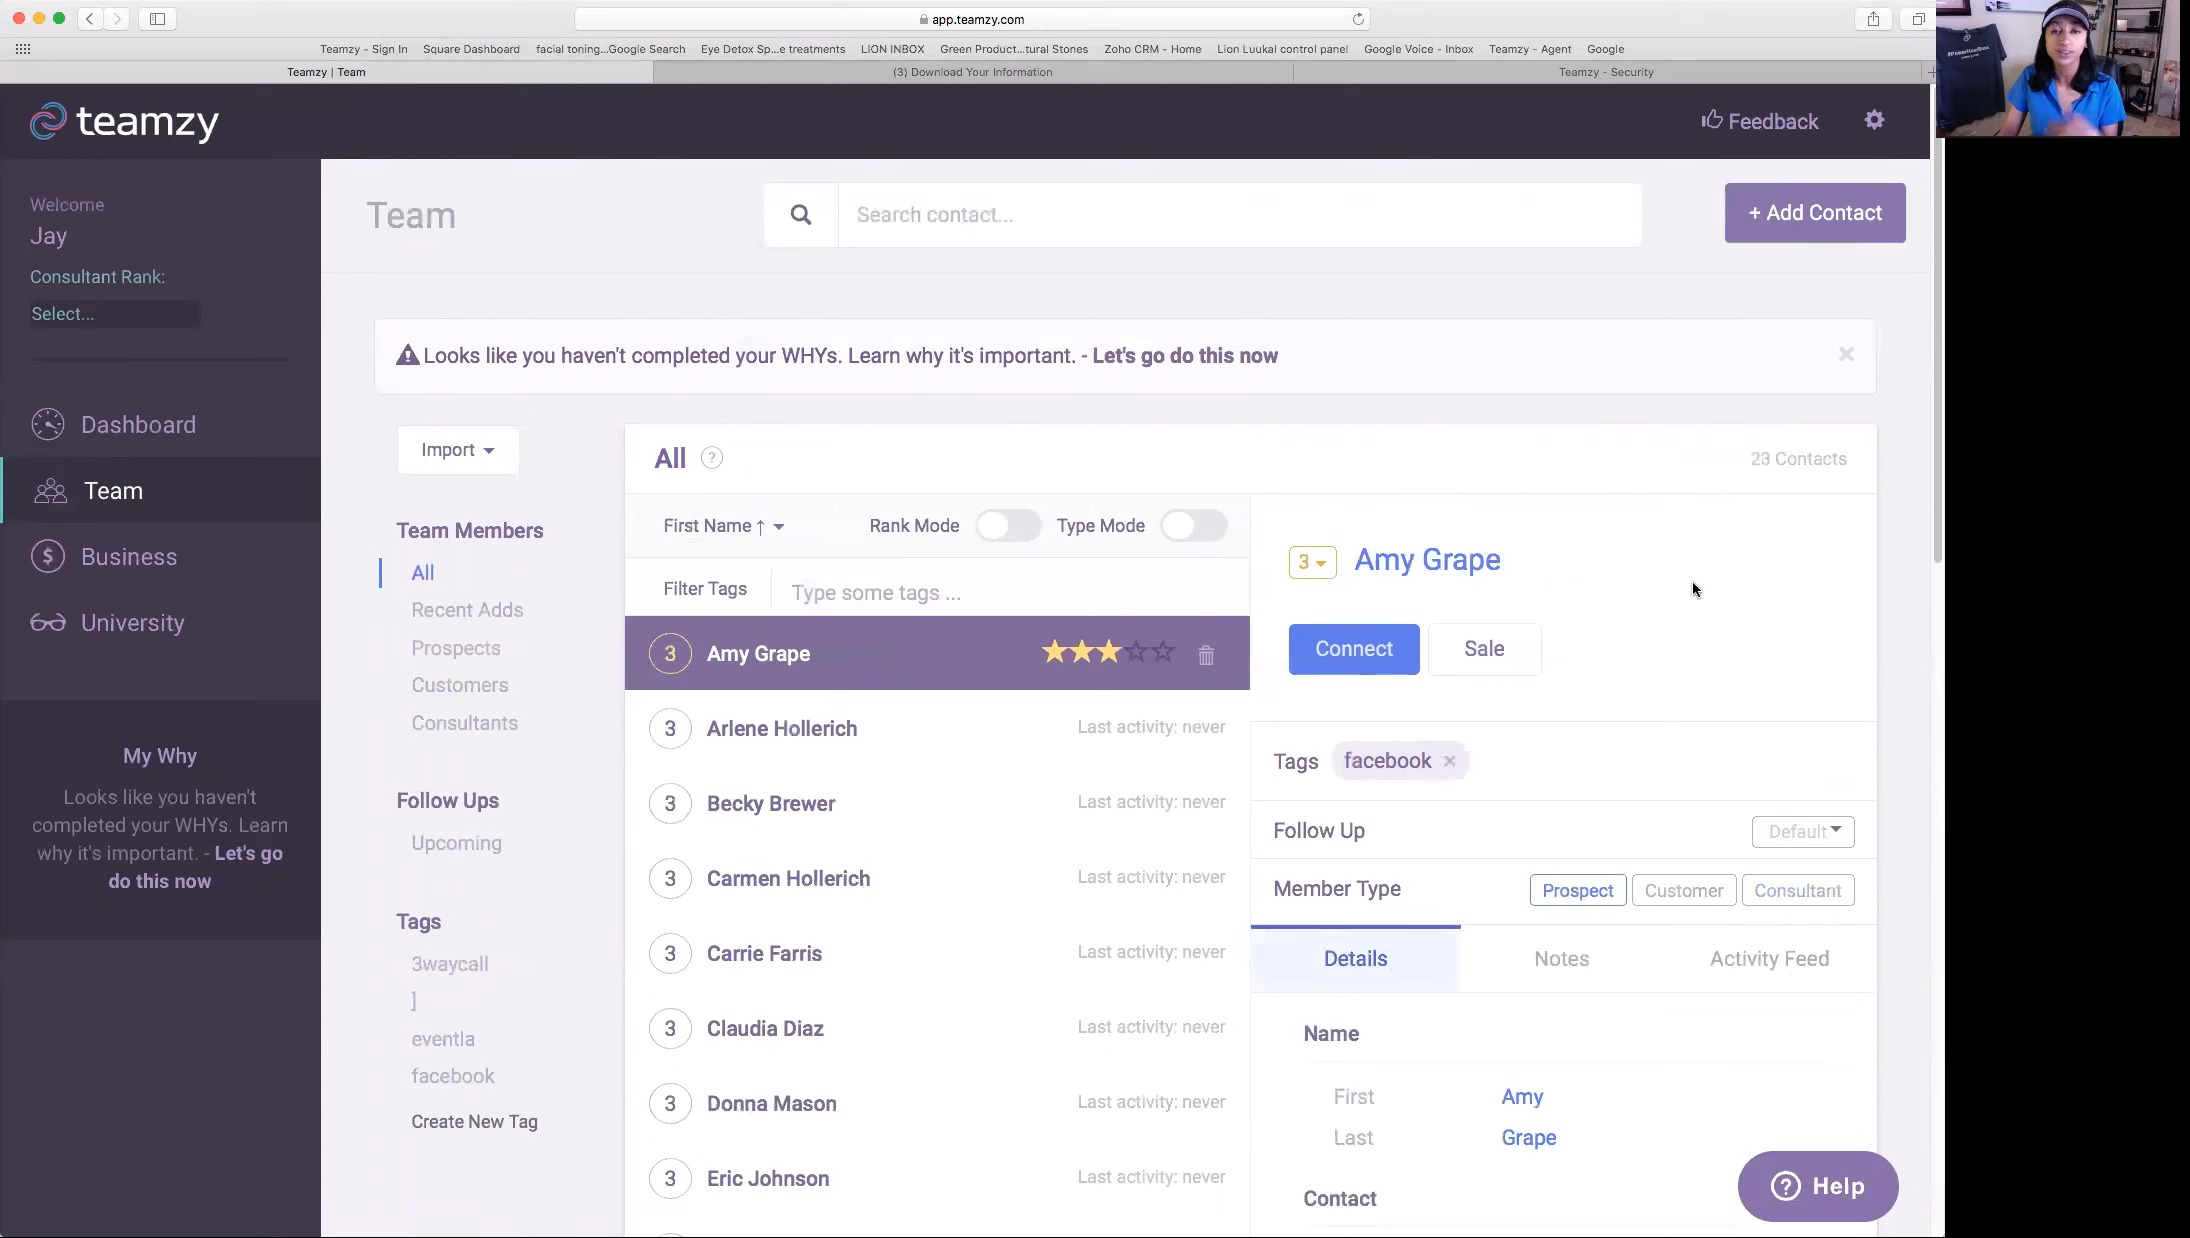 app.teamzy.com
Teamzy - Sign In
Square Dashboard
facial toning...Google Search
Eye Detox Sp...e treatments
LION INBOX
Green Product...tural Stones
Zoho CRM - Home
Lion Luukal control panel
Google Voice - Inbox
Teamzy - Agent
Google
Teamzy | Team
(3) Download Your Information
Teamzy - Security
teamzy
Feedback
Welcome
Jay
Consultant Rank:
Select...
Dashboard
Team
Business
University
My Why
Looks like you haven't
completed your WHYs. Learn
why it's important. - Let's go
do this now
Team
Search contact...
+ Add Contact
Looks like you haven't completed your WHYs. Learn why it's important. - Let's go do this now
Import
Team Members
All
Recent Adds
Prospects
Customers
Consultants
Follow Ups
Upcoming
Tags
3waycall
]
eventla
facebook
Create New Tag
All ?
23 Contacts
First Name ↑
Rank Mode
Type Mode
Filter Tags
Type some tags ...
3 Amy Grape
3 Arlene Hollerich Last activity: never
3 Becky Brewer Last activity: never
3 Carmen Hollerich Last activity: never
3 Carrie Farris Last activity: never
3 Claudia Diaz Last activity: never
3 Donna Mason Last activity: never
3 Eric Johnson Last activity: never
3 Amy Grape
Connect
Sale
Tags facebook ×
Follow Up Default
Member Type Prospect Customer Consultant
Details Notes Activity Feed
Name
First Amy
Last Grape
Contact
? Help